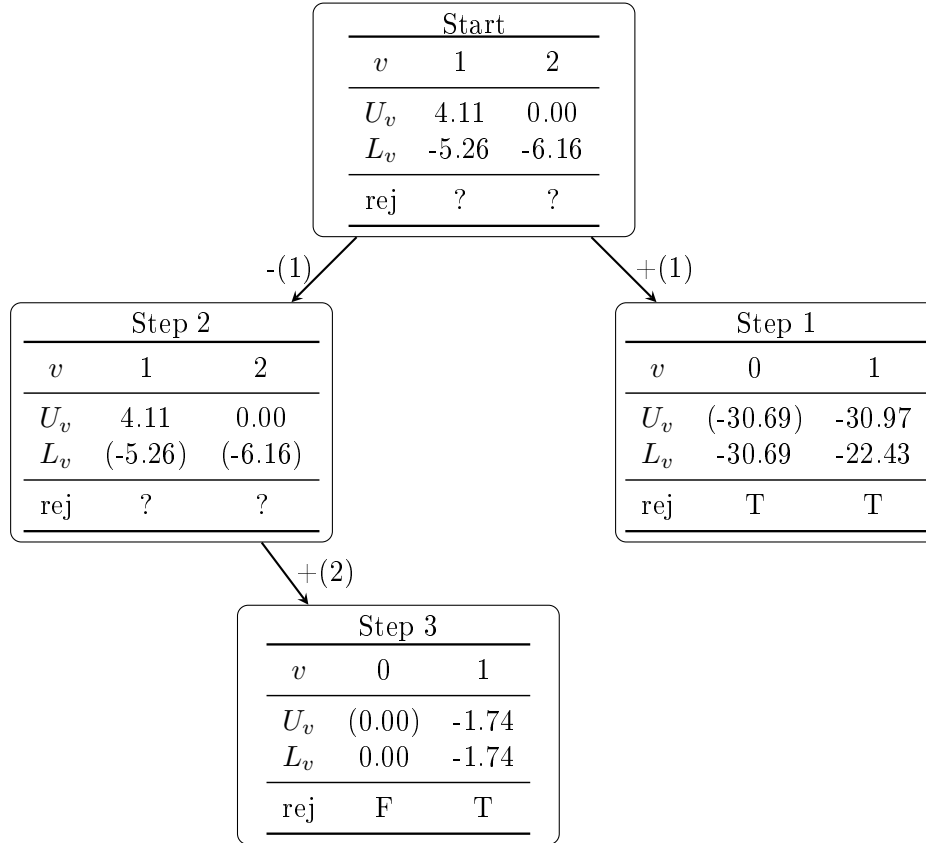 Start
v 1 2
U_v 4.11 0.00
L_v -5.26 -6.16
rej ? ?
-(1)
+(1)
Step 2
v 1 2
U_v 4.11 0.00
L_v (-5.26) (-6.16)
rej ? ?
Step 1
v 0 1
U_v (-30.69) -30.97
L_v -30.69 -22.43
rej T T
+(2)
Step 3
v 0 1
U_v (0.00) -1.74
L_v 0.00 -1.74
rej F T